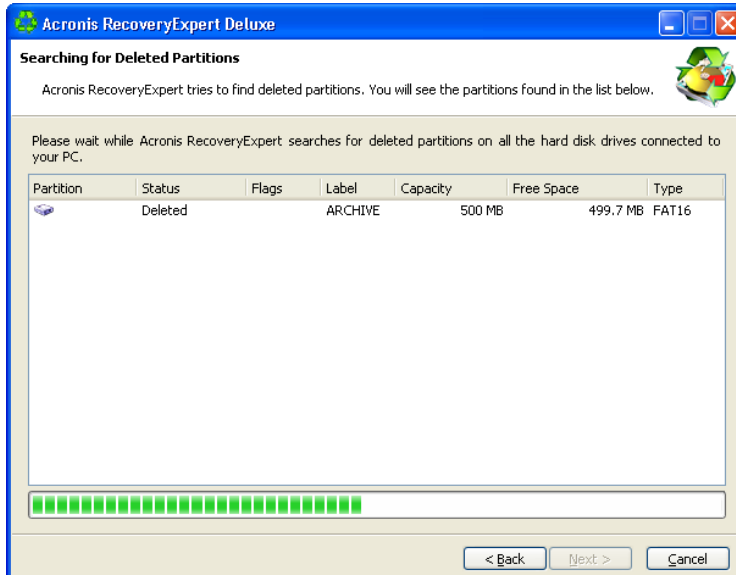 Acronis RecoveryExpert Deluxe
Searching for Deleted Partitions
Acronis RecoveryExpert tries to find deleted partitions. You will see the partitions found in the list below.
Please wait while Acronis RecoveryExpert searches for deleted partitions on all the hard disk drives connected to
your PC.
Partition Status Flags Label Capacity Free Space Type
Deleted ARCHIVE 500 MB 499.7 MB FAT16
< Back Next > Cancel